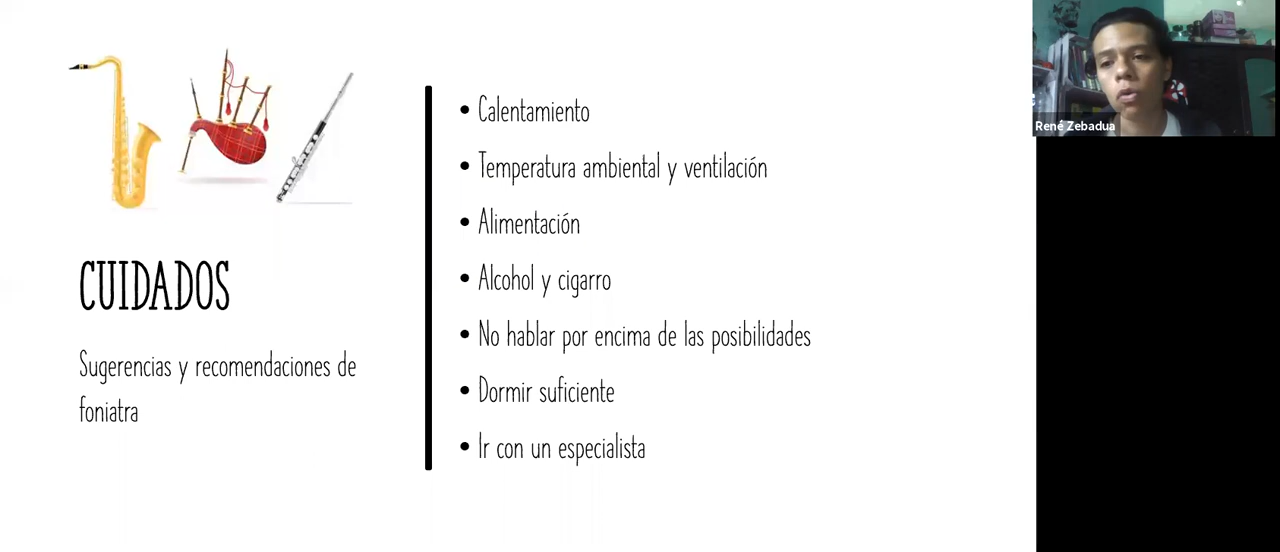 CUIDADOS
Sugerencias y recomendaciones de
foniatra
• Calentamiento
• Temperatura ambiental y ventilación
• Alimentación
• Alcohol y cigarro
• No hablar por encima de las posibilidades
• Dormir suficiente
• Ir con un especialista
René Zebadua